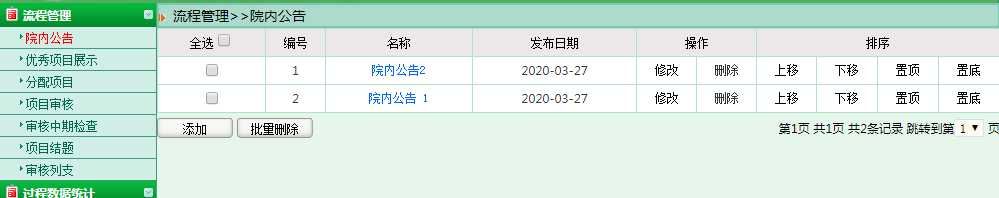 流程管理
院内公告
优秀项目展示
分配项目
项目审核
审核中期检查
项目结题
审核列支
过程数据统计
流程管理>>院内公告
全选 编号 名称 发布日期 操作 排序
1 院内公告2 2020-03-27 修改 删除 上移 下移 置顶 置底
2 院内公告 1 2020-03-27 修改 删除 上移 下移 置顶 置底
添加 批量删除 第1页 共1页 共2条记录 跳转到第 1 页